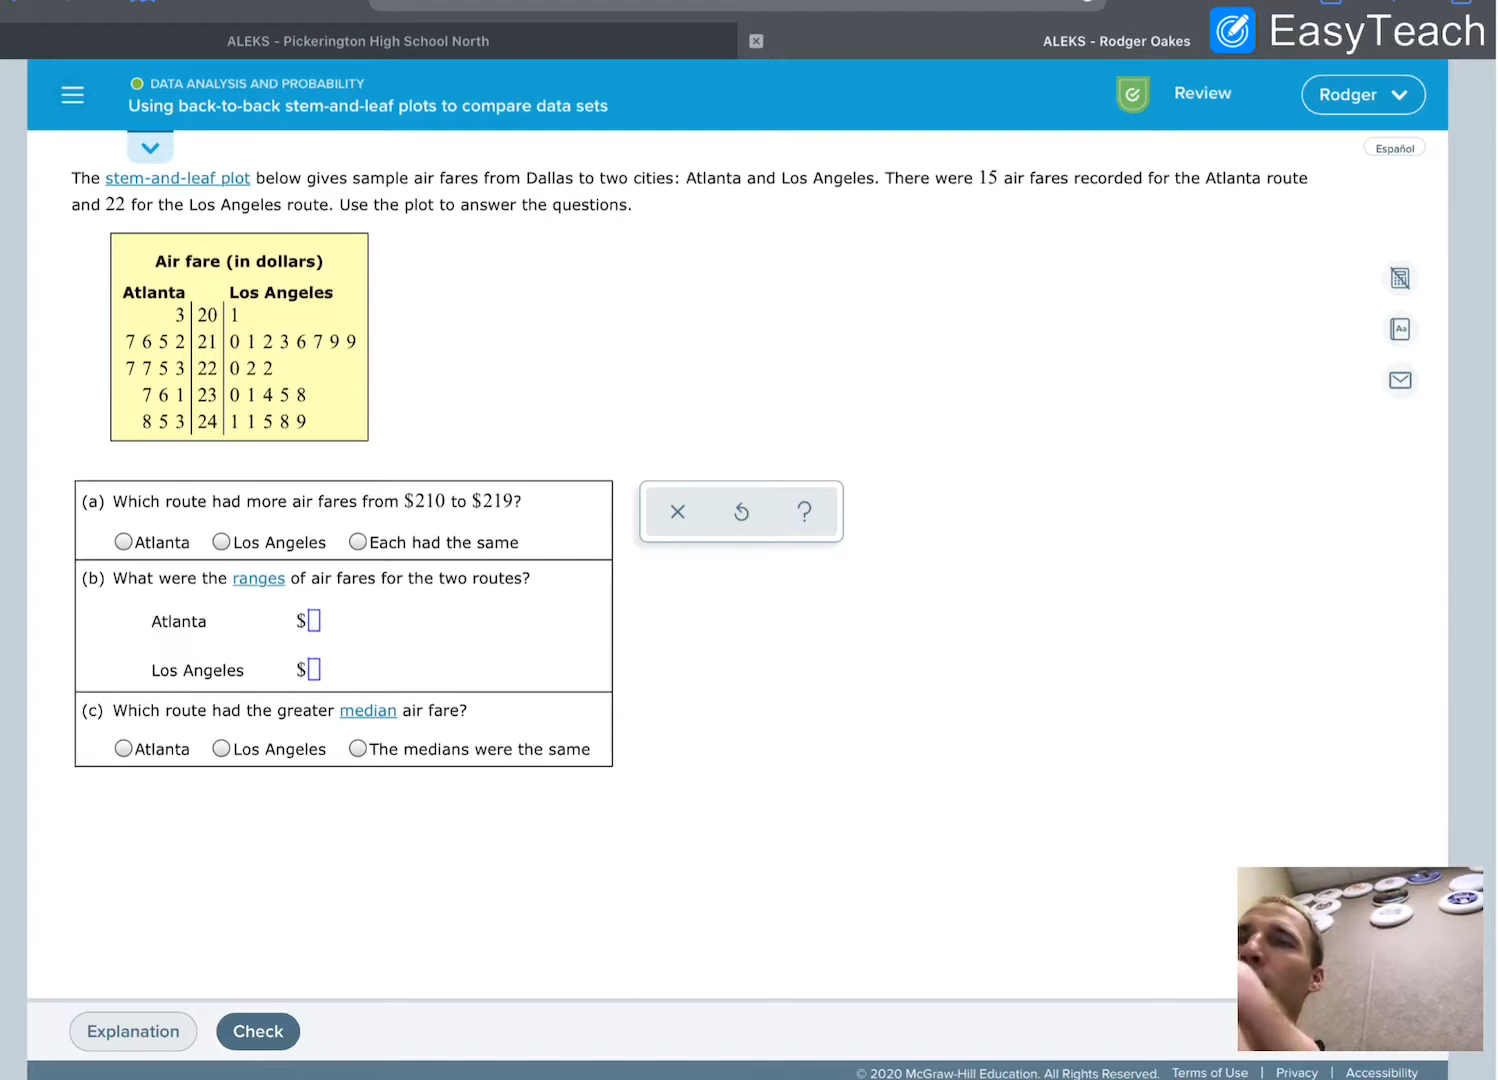 ALEKS - Pickerington High School North
ALEKS - Rodger Oakes
EasyTeach
DATA ANALYSIS AND PROBABILITY
Using back-to-back stem-and-leaf plots to compare data sets
Review
Rodger
Español
The stem-and-leaf plot below gives sample air fares from Dallas to two cities: Atlanta and Los Angeles. There were 15 air fares recorded for the Atlanta route
and 22 for the Los Angeles route. Use the plot to answer the questions.
Air fare (in dollars)
Atlanta Los Angeles
3 20 1
7 6 5 2 21 0 1 2 3 6 7 9 9
7 7 5 3 22 0 2 2
7 6 1 23 0 1 4 5 8
8 5 3 24 1 1 5 8 9
(a) Which route had more air fares from $210 to $219?
Atlanta Los Angeles Each had the same
(b) What were the ranges of air fares for the two routes?
Atlanta $
Los Angeles $
(c) Which route had the greater median air fare?
Atlanta Los Angeles The medians were the same
?
Aa
Explanation
Check
© 2020 McGraw-Hill Education. All Rights Reserved. Terms of Use | Privacy | Accessibility